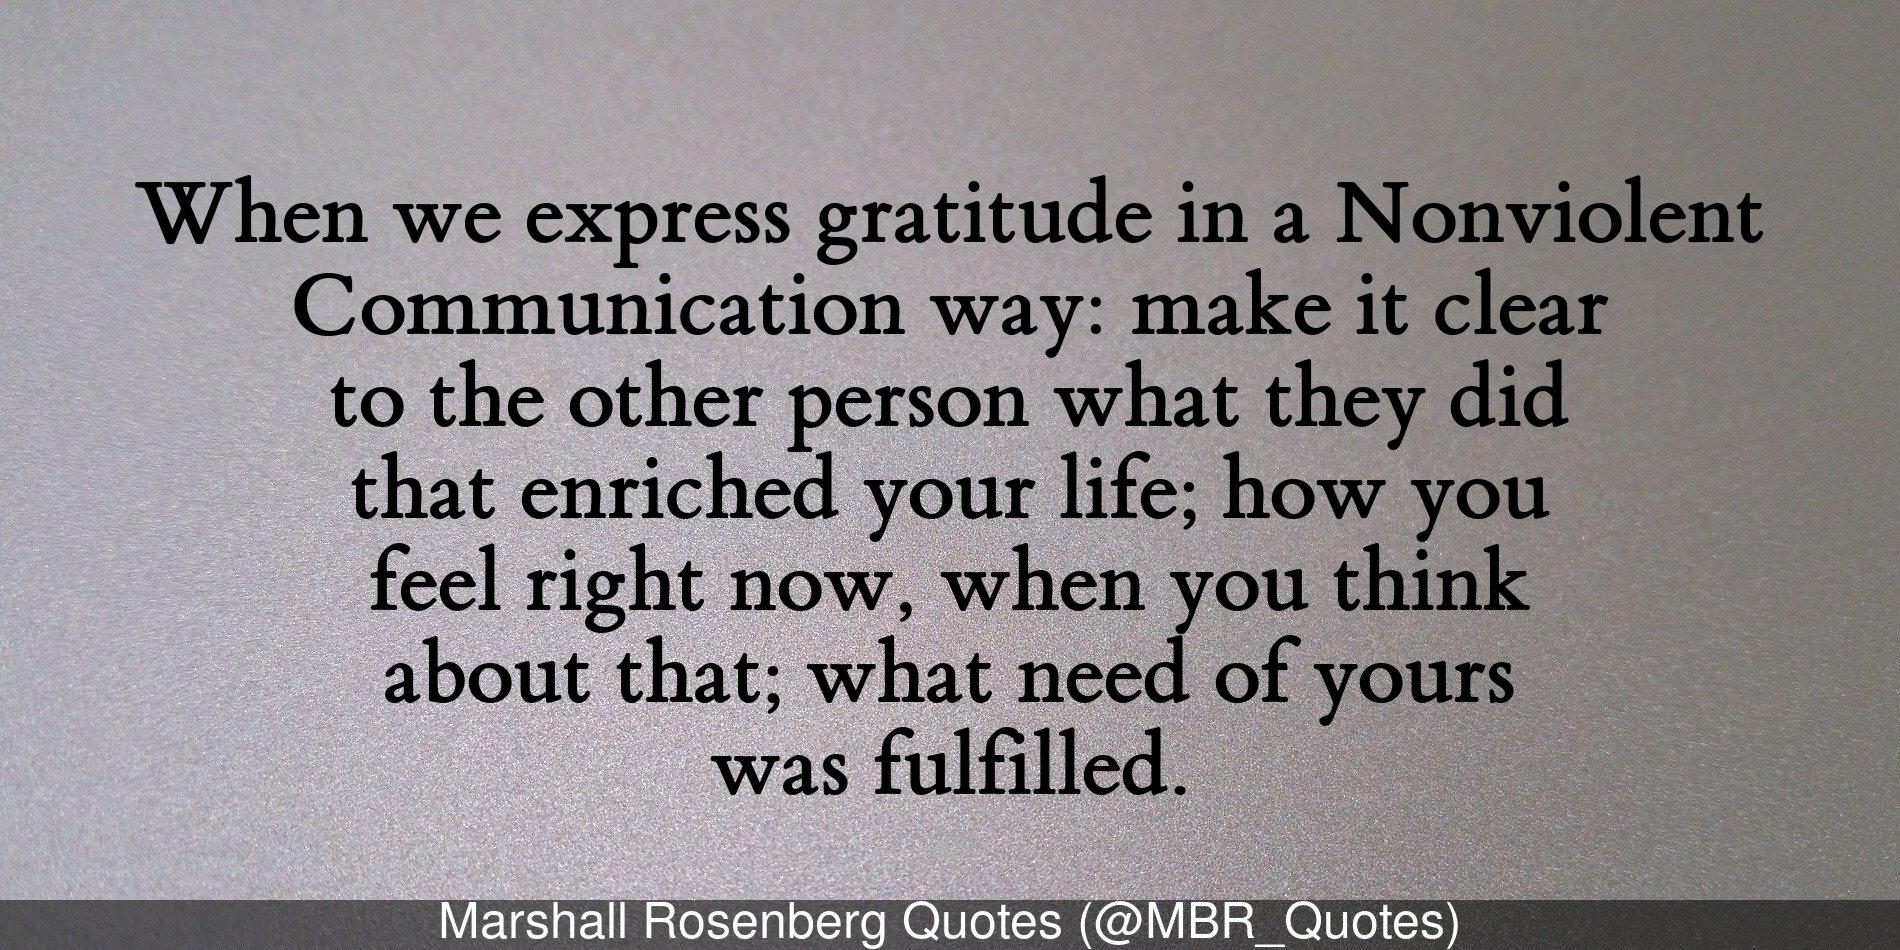 When we express gratitude in a Nonviolent
Communication way: make it clear
to the other person what they did
that enriched your life; how you
feel right now, when you think
about that; what need of yours
was fulfilled.
Marshall Rosenberg Quotes (@MBR_Quotes)